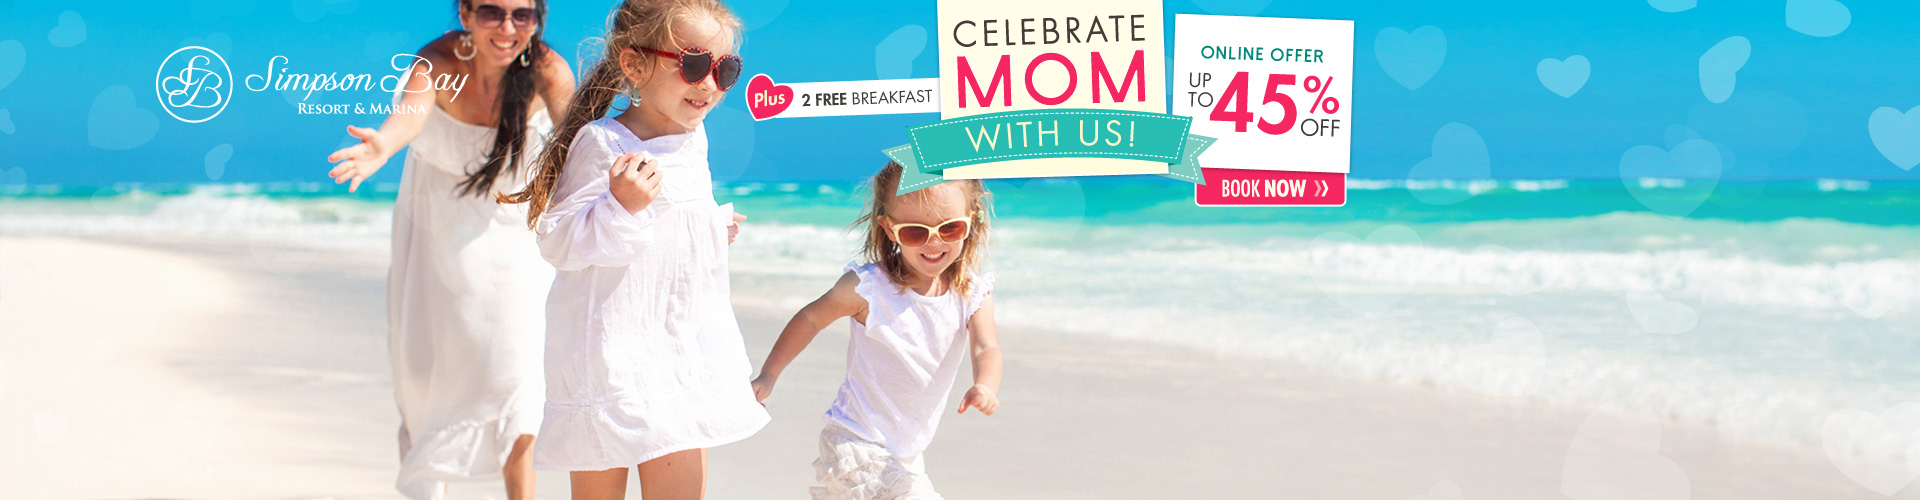 Simpson Bay
RESORT & MARINA
Plus
2 FREE BREAKFAST
CELEBRATE
MOM
WITH US!
ONLINE OFFER
UP TO 45% OFF
BOOK NOW »